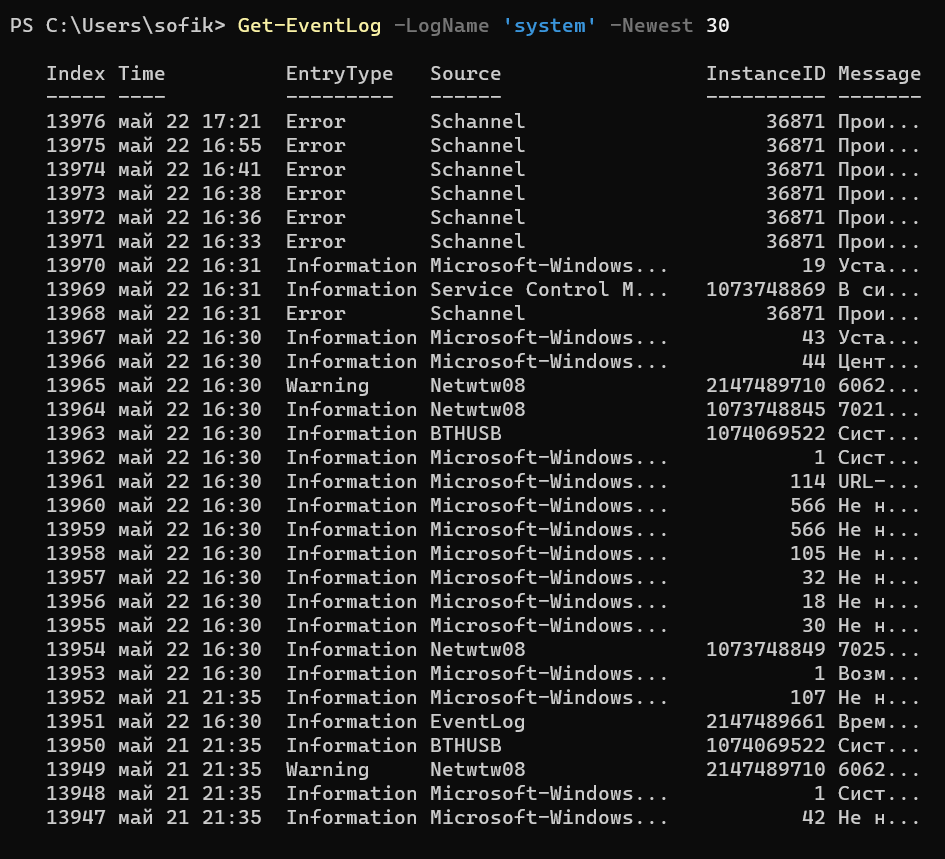 PS C:\Users\sofik> Get-EventLog -LogName 'system' -Newest 30
Index Time EntryType Source InstanceID Message
----- ---- --------- ------ ---------- -------
13976 май 22 17:21 Error Schannel 36871 Прои...
13975 май 22 16:55 Error Schannel 36871 Прои...
13974 май 22 16:41 Error Schannel 36871 Прои...
13973 май 22 16:38 Error Schannel 36871 Прои...
13972 май 22 16:36 Error Schannel 36871 Прои...
13971 май 22 16:33 Error Schannel 36871 Прои...
13970 май 22 16:31 Information Microsoft-Windows... 19 Уста...
13969 май 22 16:31 Information Service Control M... 1073748869 В си...
13968 май 22 16:31 Error Schannel 36871 Прои...
13967 май 22 16:30 Information Microsoft-Windows... 43 Уста...
13966 май 22 16:30 Information Microsoft-Windows... 44 Цент...
13965 май 22 16:30 Warning Netwtw08 2147489710 6062...
13964 май 22 16:30 Information Netwtw08 1073748845 7021...
13963 май 22 16:30 Information BTHUSB 1074069522 Сист...
13962 май 22 16:30 Information Microsoft-Windows... 1 Сист...
13961 май 22 16:30 Information Microsoft-Windows... 114 URL-...
13960 май 22 16:30 Information Microsoft-Windows... 566 Не н...
13959 май 22 16:30 Information Microsoft-Windows... 566 Не н...
13958 май 22 16:30 Information Microsoft-Windows... 105 Не н...
13957 май 22 16:30 Information Microsoft-Windows... 32 Не н...
13956 май 22 16:30 Information Microsoft-Windows... 18 Не н...
13955 май 22 16:30 Information Microsoft-Windows... 30 Не н...
13954 май 22 16:30 Information Netwtw08 1073748849 7025...
13953 май 22 16:30 Information Microsoft-Windows... 1 Возм...
13952 май 21 21:35 Information Microsoft-Windows... 107 Не н...
13951 май 22 16:30 Information EventLog 2147489661 Врем...
13950 май 21 21:35 Information BTHUSB 1074069522 Сист...
13949 май 21 21:35 Warning Netwtw08 2147489710 6062...
13948 май 21 21:35 Information Microsoft-Windows... 1 Сист...
13947 май 21 21:35 Information Microsoft-Windows... 42 Не н...